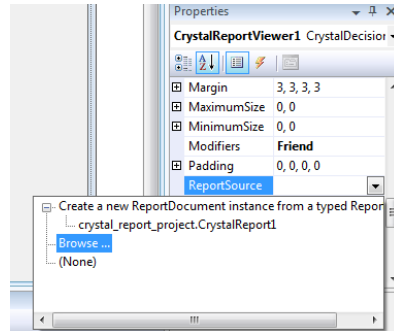 Properties
CrystalReportViewer1 CrystalDecision
Margin 3, 3, 3, 3
MaximumSize 0, 0
MinimumSize 0, 0
Modifiers Friend
Padding 0, 0, 0, 0
ReportSource
Create a new ReportDocument instance from a typed Report
crystal_report_project.CrystalReport1
Browse ...
(None)